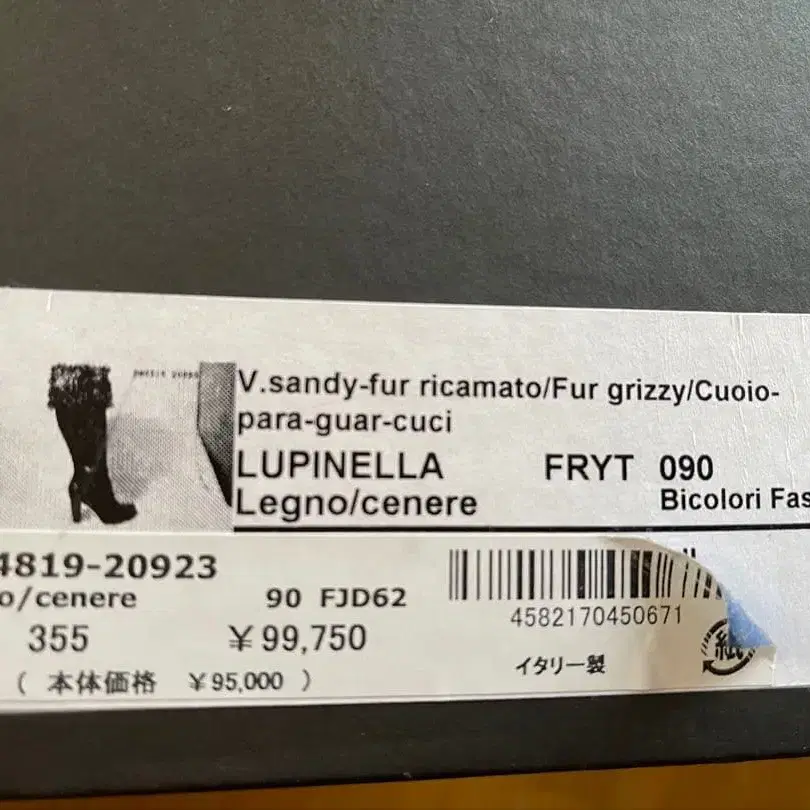 V.sandy-fur ricamato/Fur grizzy/Cuoio-
para-guar-cuci
LUPINELLA FRYT 090
Legno/cenere Bicolori Fas
4819-20923
o/cenere 90 FJD62
355 ￥99,750
4582170450671
( 本体価格 ￥95,000 )
イタリー製
紙